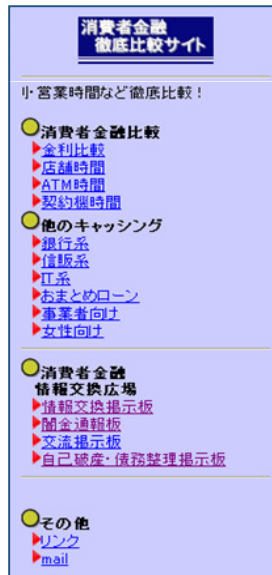 消費者金融
徹底比較サイト
り・営業時間など徹底比較！
消費者金融比較
金利比較
店舗時間
ATM時間
契約機時間
他のキャッシング
銀行系
信販系
IT系
おまとめローン
事業者向け
女性向け
消費者金融
情報交換広場
情報交換掲示板
闇金通報板
交流掲示板
自己破産・債務整理掲示板
その他
リンク
mail